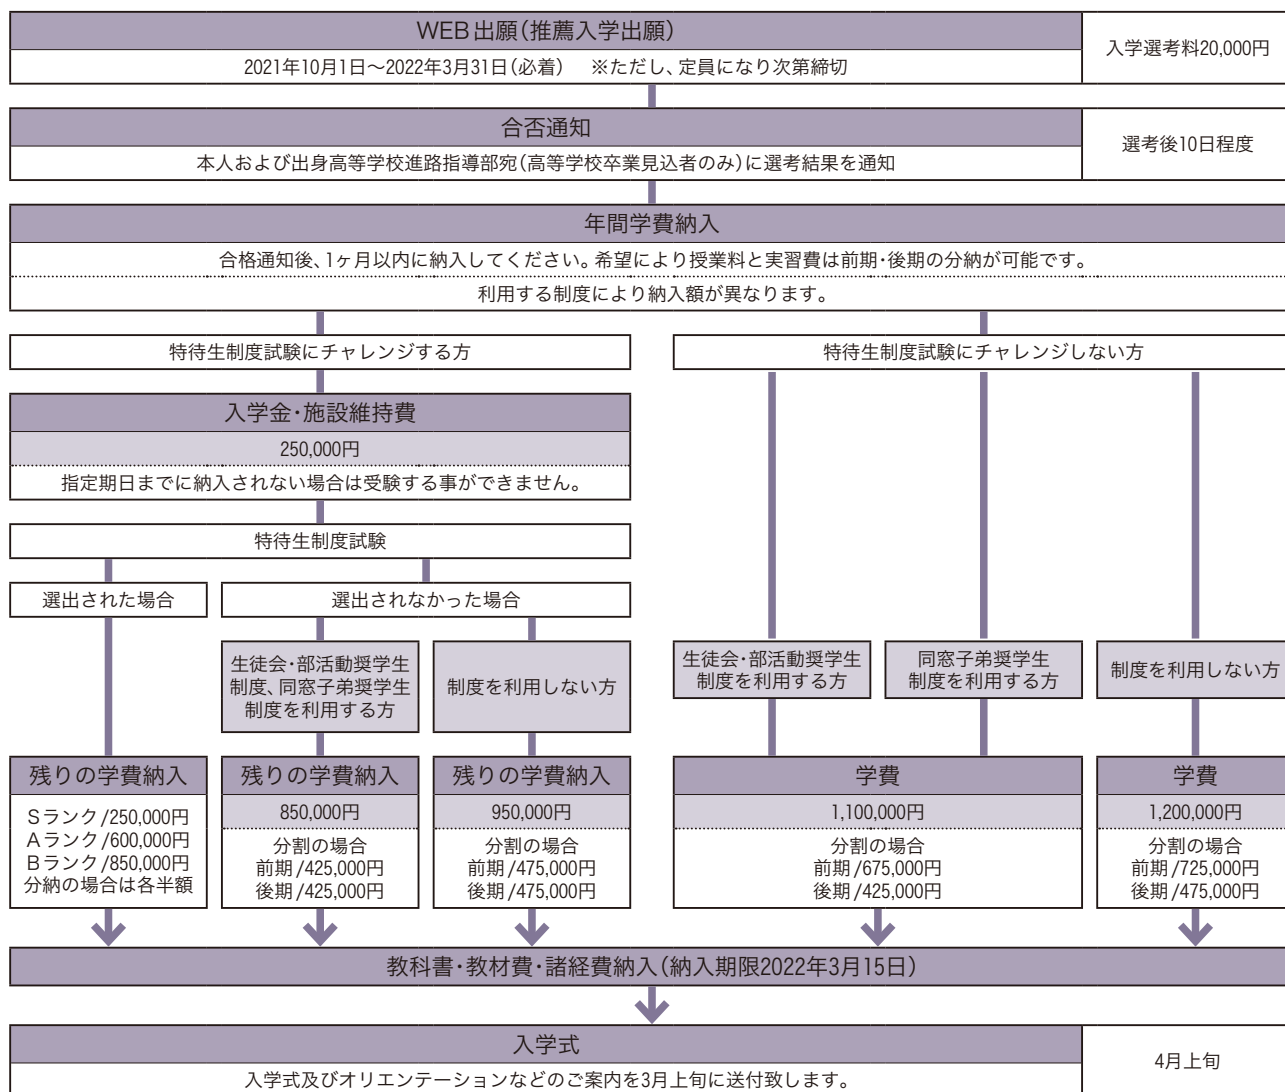 WEB出願(推薦入学出願)
2021年10月1日〜2022年3月31日(必着)　※ただし、定員になり次第締切
入学選考料20,000円
合否通知
本人および出身高等学校進路指導部宛(高等学校卒業見込者のみ)に選考結果を通知
選考後10日程度
年間学費納入
合格通知後、1ヶ月以内に納入してください。希望により授業料と実習費は前期・後期の分納が可能です。
利用する制度により納入額が異なります。
特待生制度試験にチャレンジする方
特待生制度試験にチャレンジしない方
入学金・施設維持費
250,000円
指定期日までに納入されない場合は受験する事ができません。
特待生制度試験
選出された場合
選出されなかった場合
生徒会・部活動奨学生
制度、同窓子弟奨学生
制度を利用する方
制度を利用しない方
生徒会・部活動奨学生
制度を利用する方
同窓子弟奨学生
制度を利用する方
制度を利用しない方
残りの学費納入
Sランク/250,000円
Aランク/600,000円
Bランク/850,000円
分納の場合は各半額
残りの学費納入
850,000円
分割の場合
前期/425,000円
後期/425,000円
残りの学費納入
950,000円
分割の場合
前期/475,000円
後期/475,000円
学費
1,100,000円
分割の場合
前期/675,000円
後期/425,000円
学費
1,200,000円
分割の場合
前期/725,000円
後期/475,000円
教科書・教材費・諸経費納入(納入期限2022年3月15日)
入学式
入学式及びオリエンテーションなどのご案内を3月上旬に送付致します。
4月上旬